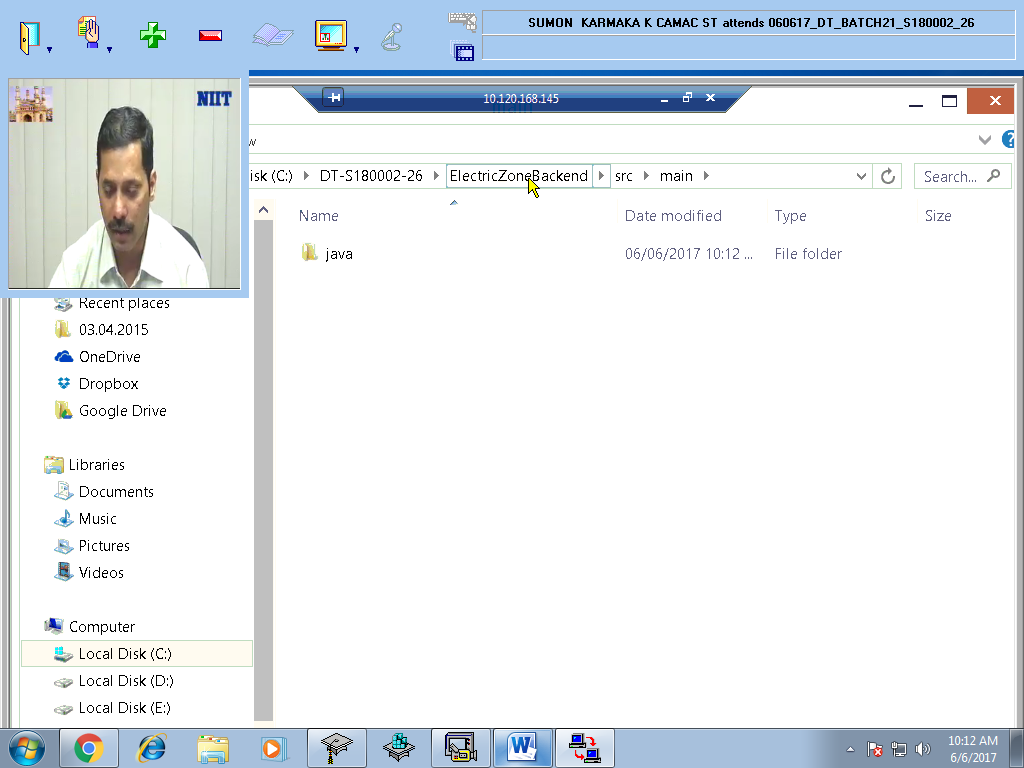 SUMON KARMAKA K CAMAC ST attends 060617_DT_BATCH21_S180002_26
NIIT
10.120.168.145
w
isk (C:) DT-S180002-26 ElectricZoneBackend src main
Search...
Name Date modified Type Size
java 06/06/2017 10:12 ... File folder
Recent places
03.04.2015
OneDrive
Dropbox
Google Drive
Libraries
Documents
Music
Pictures
Videos
Computer
Local Disk (C:)
Local Disk (D:)
Local Disk (E:)
10:12 AM
6/6/2017